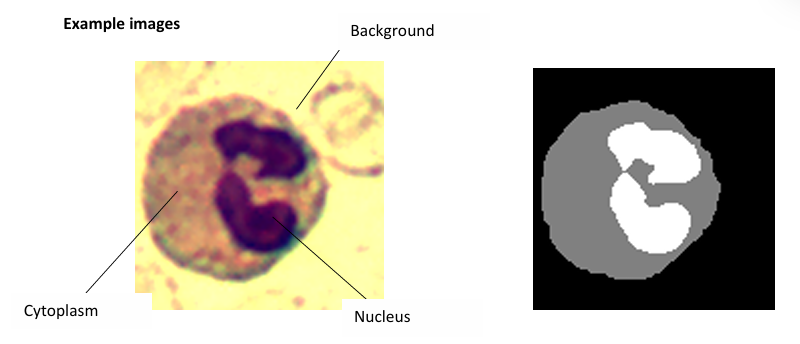 Example images
Background
Cytoplasm
Nucleus